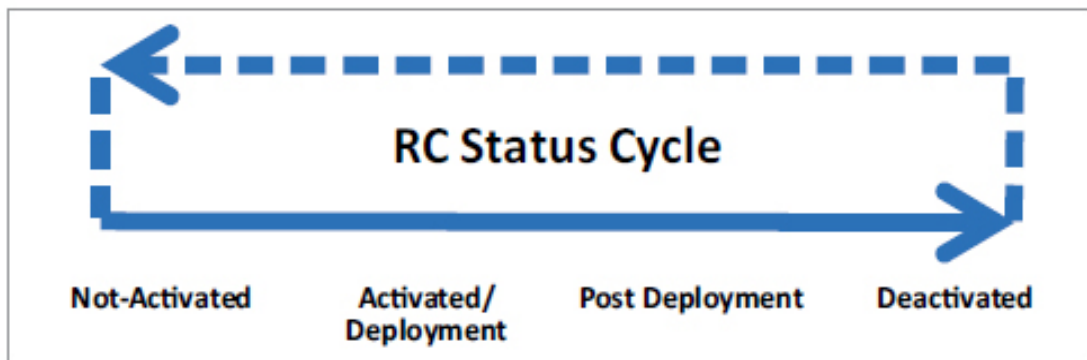 RC Status Cycle
Not-Activated
Activated/
Deployment
Post Deployment
Deactivated